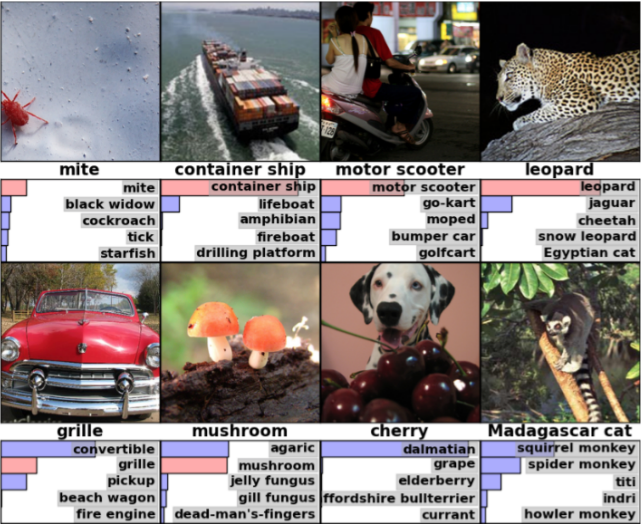 mite
container ship
motor scooter
leopard
mite
black widow
cockroach
tick
starfish
container ship
lifeboat
amphibian
fireboat
drilling platform
motor scooter
go-kart
moped
bumper car
golfcart
leopard
jaguar
cheetah
snow leopard
Egyptian cat
grille
mushroom
cherry
Madagascar cat
convertible
grille
pickup
beach wagon
fire engine
agaric
mushroom
jelly fungus
gill fungus
dead-man's-fingers
dalmatian
grape
elderberry
ffordshire bullterrier
currant
squirrel monkey
spider monkey
titi
indri
howler monkey